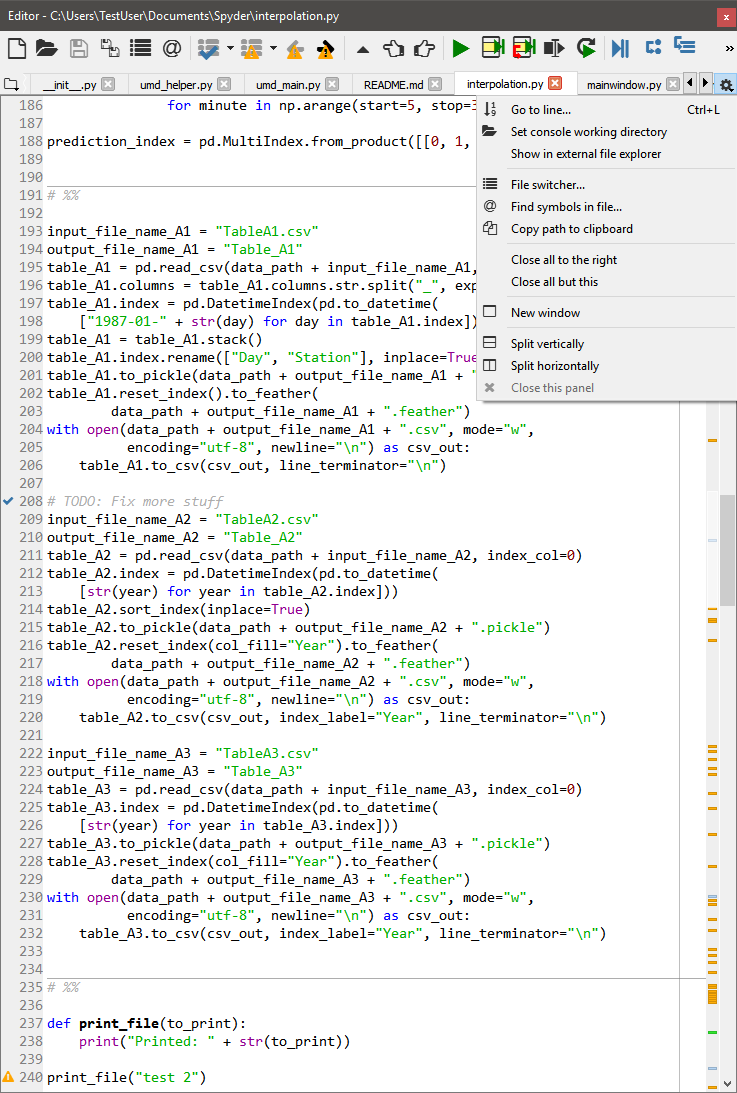 Editor - C:\Users\TestUser\Documents\Spyder\interpolation.py
x
@
»
__init__.py
umd_helper.py
umd_main.py
README.md
interpolation.py
mainwindow.py
Go to line... Ctrl+L
Set console working directory
Show in external file explorer
File switcher...
@ Find symbols in file...
Copy path to clipboard
Close all to the right
Close all but this
New window
Split vertically
Split horizontally
Close this panel
186 for minute in np.arange(start=5, stop=3
187
188 prediction_index = pd.MultiIndex.from_product([[0, 1,
189
190
191 # %%
192
193 input_file_name_A1 = "TableA1.csv"
194 output_file_name_A1 = "Table_A1"
195 table_A1 = pd.read_csv(data_path + input_file_name_A1,
196 table_A1.columns = table_A1.columns.str.split("_", exp
197 table_A1.index = pd.DatetimeIndex(pd.to_datetime(
198 ["1987-01-" + str(day) for day in table_A1.index])
199 table_A1 = table_A1.stack()
200 table_A1.index.rename(["Day", "Station"], inplace=True
201 table_A1.to_pickle(data_path + output_file_name_A1 + "
202 table_A1.reset_index().to_feather(
203 data_path + output_file_name_A1 + ".feather")
204 with open(data_path + output_file_name_A1 + ".csv", mode="w",
205 encoding="utf-8", newline="\n") as csv_out:
206 table_A1.to_csv(csv_out, line_terminator="\n")
207
208 # TODO: Fix more stuff
209 input_file_name_A2 = "TableA2.csv"
210 output_file_name_A2 = "Table_A2"
211 table_A2 = pd.read_csv(data_path + input_file_name_A2, index_col=0)
212 table_A2.index = pd.DatetimeIndex(pd.to_datetime(
213 [str(year) for year in table_A2.index]))
214 table_A2.sort_index(inplace=True)
215 table_A2.to_pickle(data_path + output_file_name_A2 + ".pickle")
216 table_A2.reset_index(col_fill="Year").to_feather(
217 data_path + output_file_name_A2 + ".feather")
218 with open(data_path + output_file_name_A2 + ".csv", mode="w",
219 encoding="utf-8", newline="\n") as csv_out:
220 table_A2.to_csv(csv_out, index_label="Year", line_terminator="\n")
221
222 input_file_name_A3 = "TableA3.csv"
223 output_file_name_A3 = "Table_A3"
224 table_A3 = pd.read_csv(data_path + input_file_name_A3, index_col=0)
225 table_A3.index = pd.DatetimeIndex(pd.to_datetime(
226 [str(year) for year in table_A3.index]))
227 table_A3.to_pickle(data_path + output_file_name_A3 + ".pickle")
228 table_A3.reset_index(col_fill="Year").to_feather(
229 data_path + output_file_name_A3 + ".feather")
230 with open(data_path + output_file_name_A3 + ".csv", mode="w",
231 encoding="utf-8", newline="\n") as csv_out:
232 table_A3.to_csv(csv_out, index_label="Year", line_terminator="\n")
233
234
235 # %%
236
237 def print_file(to_print):
238 print("Printed: " + str(to_print))
239
240 print_file("test 2")